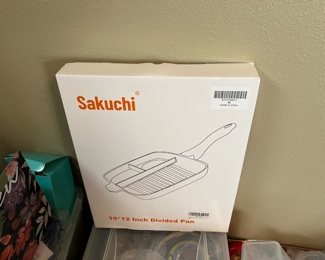 Sakuchi
10*12 Inch Divided Pan